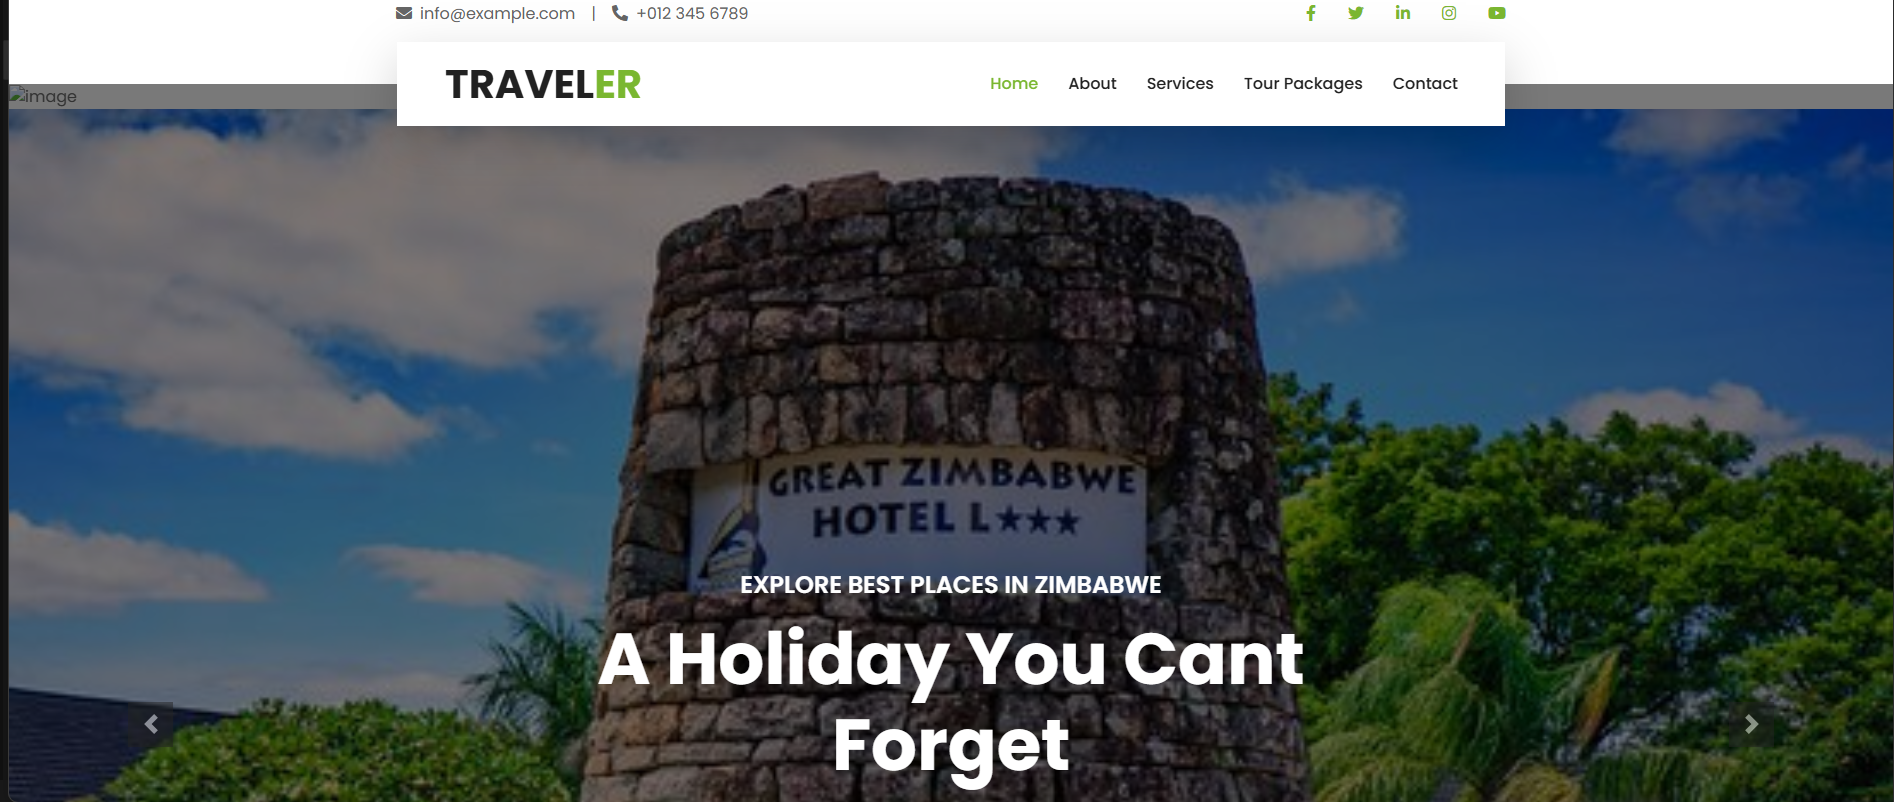 info@example.com | +012 345 6789
TRAVELER
Home About Services Tour Packages Contact
image
GREAT ZIMBABWE
HOTEL L★★★
EXPLORE BEST PLACES IN ZIMBABWE
A Holiday You Cant
Forget